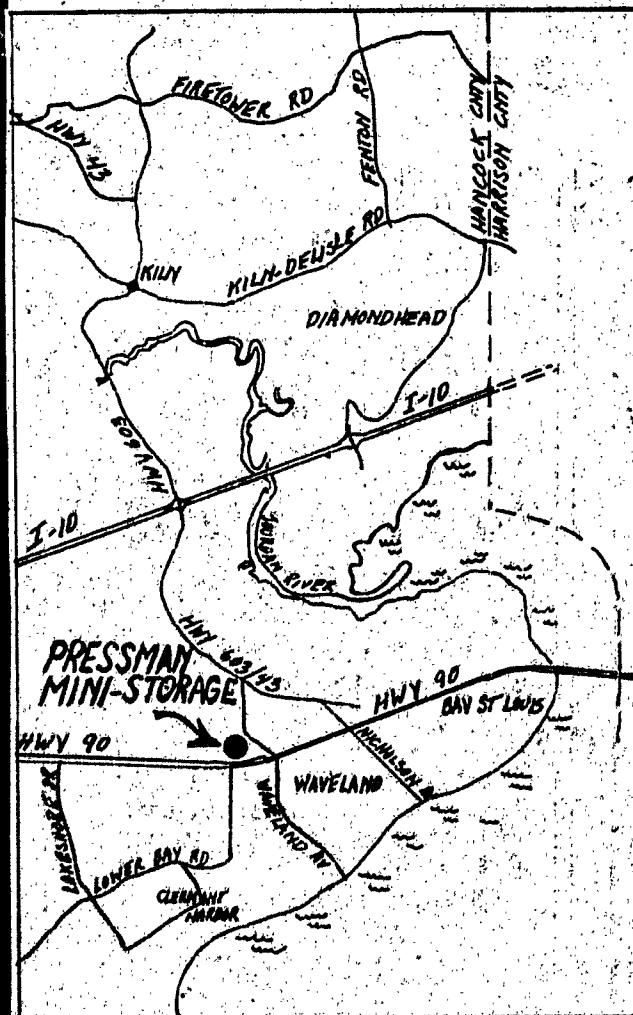 FIRETOWER RD
HWY 43
FENTON RD
HANCOCK CNTY
HARRISON CNTY
KILN
KILN-DELISLE RD
DIAMONDHEAD
I-10
HWY 603
I-10
JORDAN RIVER
HWY 603/43
PRESSMAN
MINI-STORAGE
HWY 90
BAY ST LOUIS
HWY 90
NICHOLSON
WAVELAND
WAVELAND AV
LAKESHORE DR
LOWER BAY RD
CLERMONT
HARBOR